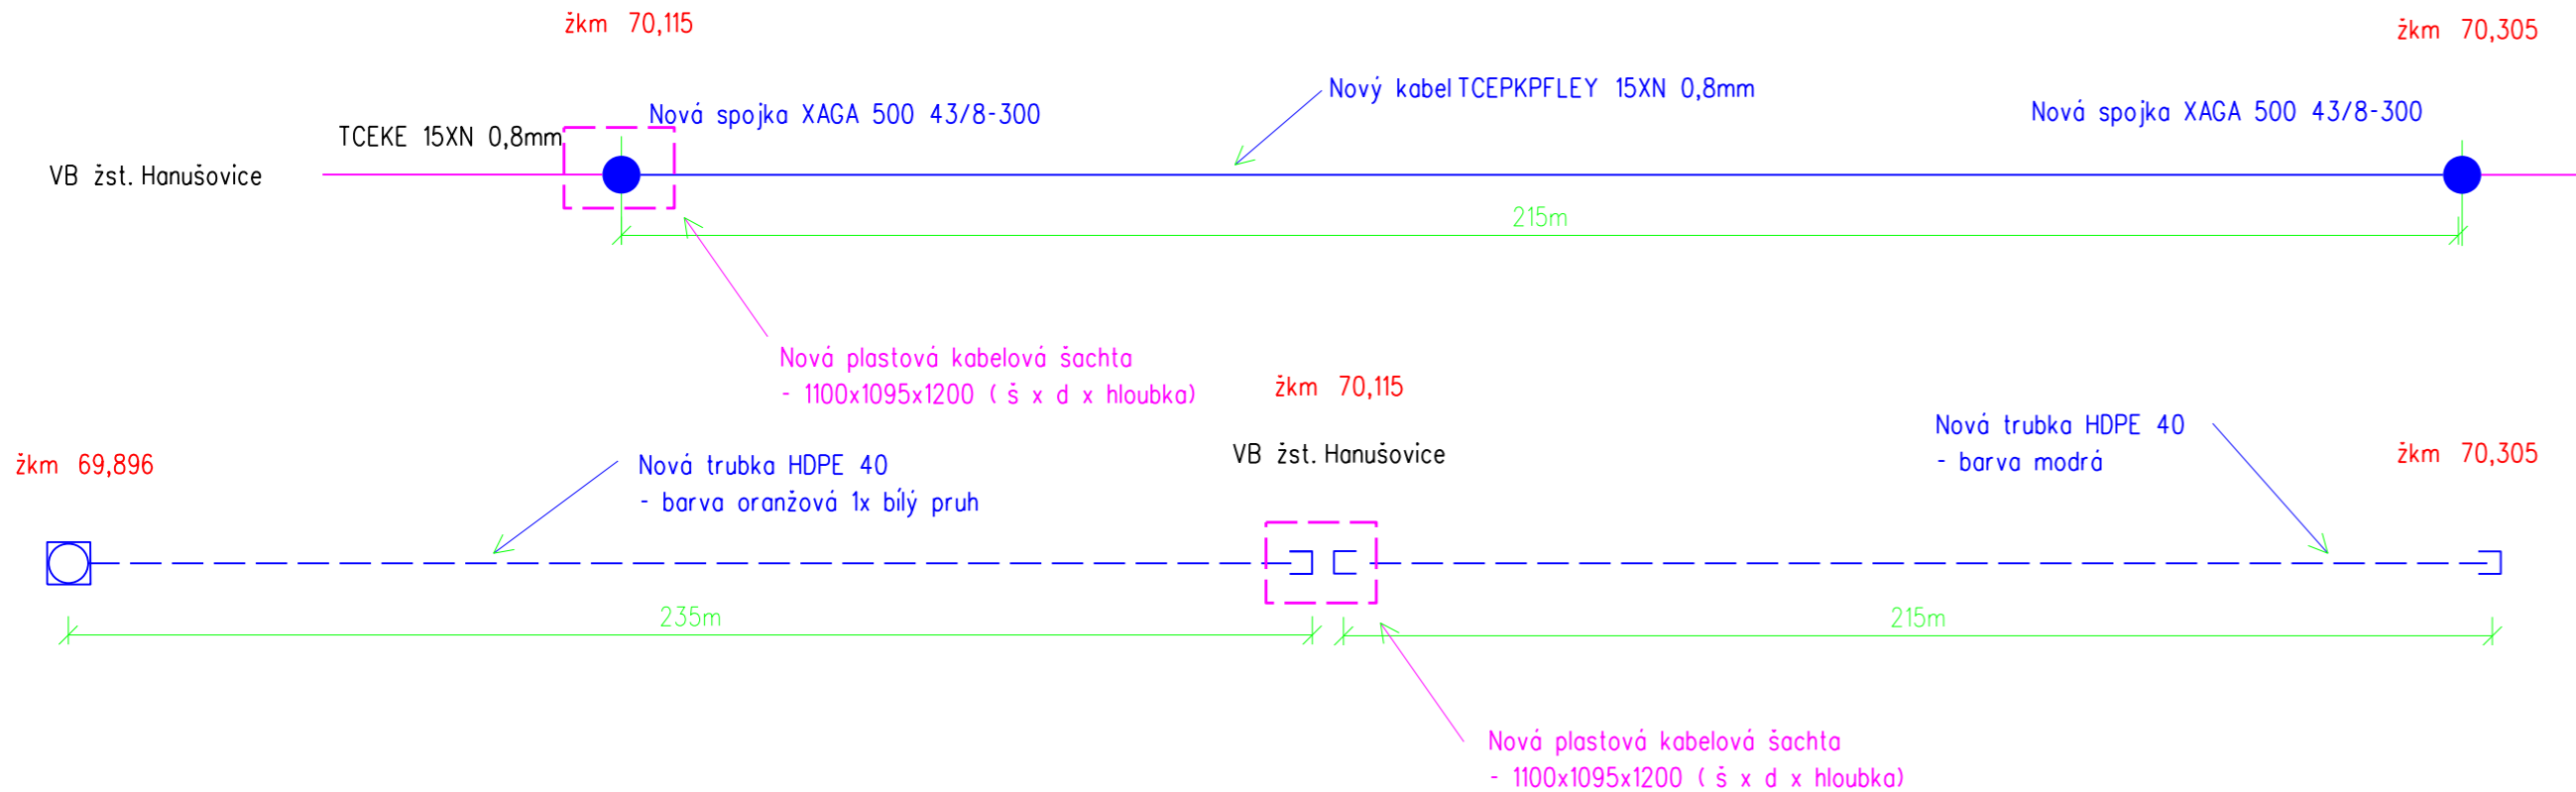 žkm 70,115
žkm 70,305
Nový kabel TCEPKPFLEY 15XN 0,8mm
Nová spojka XAGA 500 43/8-300
Nová spojka XAGA 500 43/8-300
TCEKE 15XN 0,8mm
VB žst. Hanušovice
215m
Nová plastová kabelová šachta
- 1100x1095x1200 ( š x d x hloubka)
žkm 70,115
Nová trubka HDPE 40
- barva modrá
VB žst. Hanušovice
žkm 70,305
žkm 69,896
Nová trubka HDPE 40
- barva oranžová 1x bílý pruh
235m
215m
Nová plastová kabelová šachta
- 1100x1095x1200 ( š x d x hloubka)